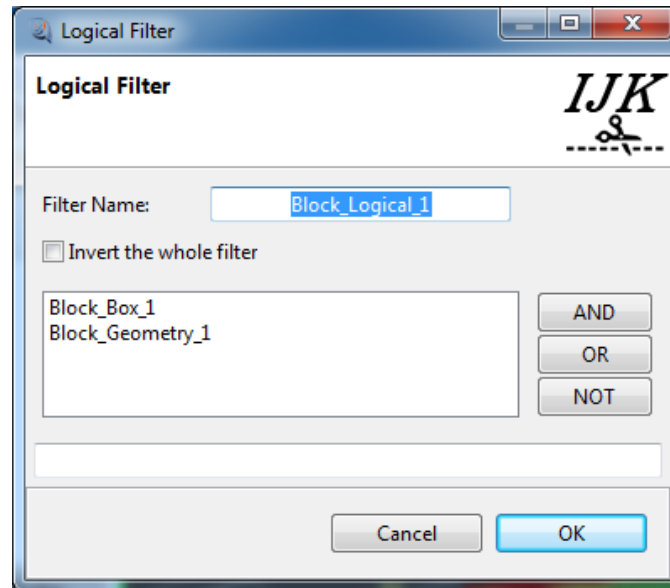 Logical Filter
Logical Filter
IJK
Filter Name: Block_Logical_1
Invert the whole filter
Block_Box_1
Block_Geometry_1
AND
OR
NOT
Cancel OK